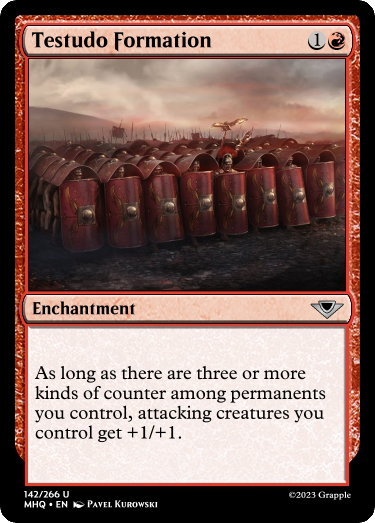 Testudo Formation 1
Enchantment
As long as there are three or more
kinds of counter among permanents
you control, attacking creatures you
control get +1/+1.
142/266 U
MHQ • EN Pavel Kurowski
©2023 Grapple